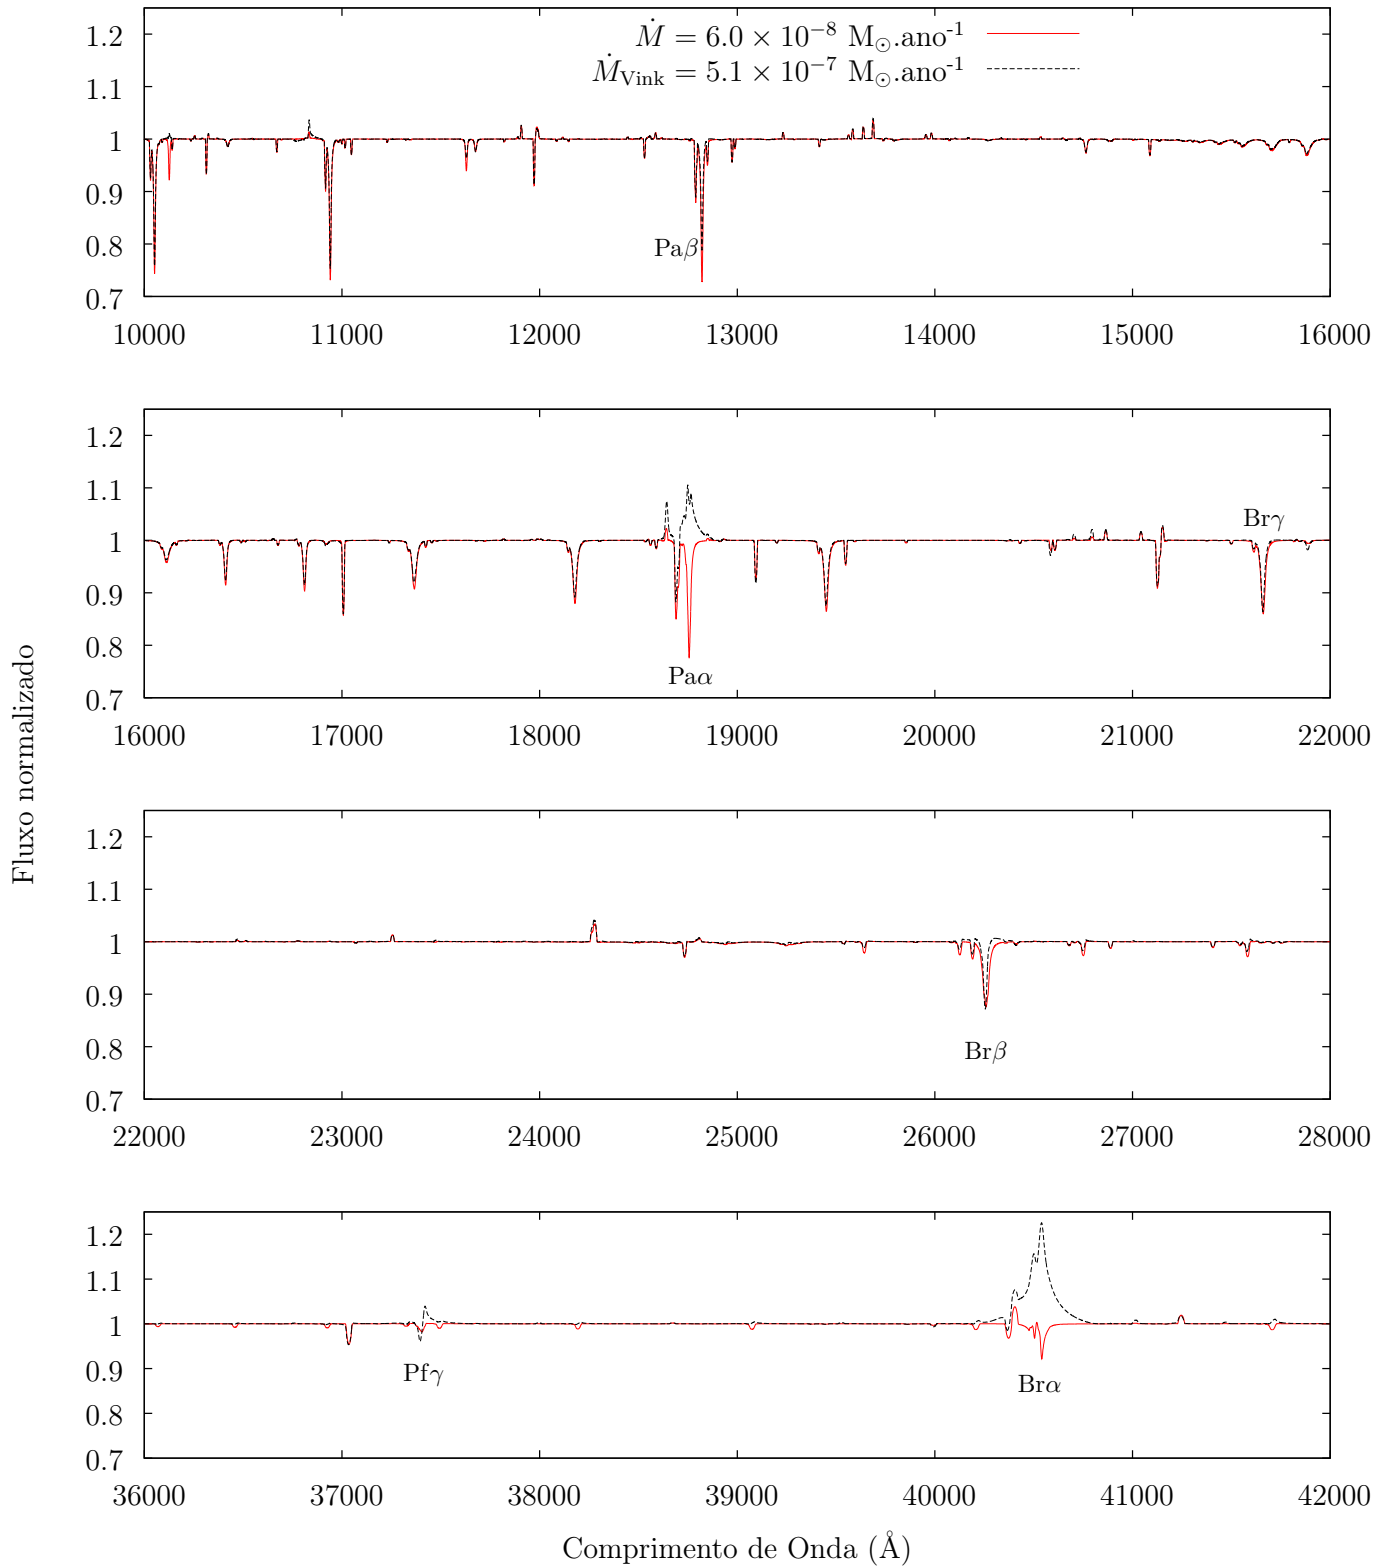 Ṁ = 6.0 × 10⁻⁸ M☉.ano⁻¹
Ṁ_Vink = 5.1 × 10⁻⁷ M☉.ano⁻¹
1.2
1.1
1
0.9
0.8
0.7
Paβ
10000 11000 12000 13000 14000 15000 16000
1.2
1.1
1
0.9
0.8
0.7
Brγ
Paα
16000 17000 18000 19000 20000 21000 22000
Fluxo normalizado
1.2
1.1
1
0.9
0.8
0.7
Brβ
22000 23000 24000 25000 26000 27000 28000
1.2
1.1
1
0.9
0.8
0.7
Pfγ
Brα
36000 37000 38000 39000 40000 41000 42000
Comprimento de Onda (Å)